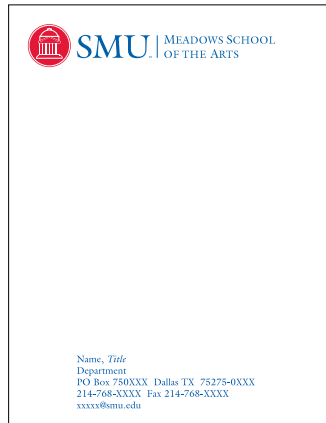 SMU
MEADOWS SCHOOL
OF THE ARTS
Name, Title
Department
PO Box 750XXX Dallas TX 75275-0XXX
214-768-XXXX Fax 214-768-XXXX
xxxxx@smu.edu